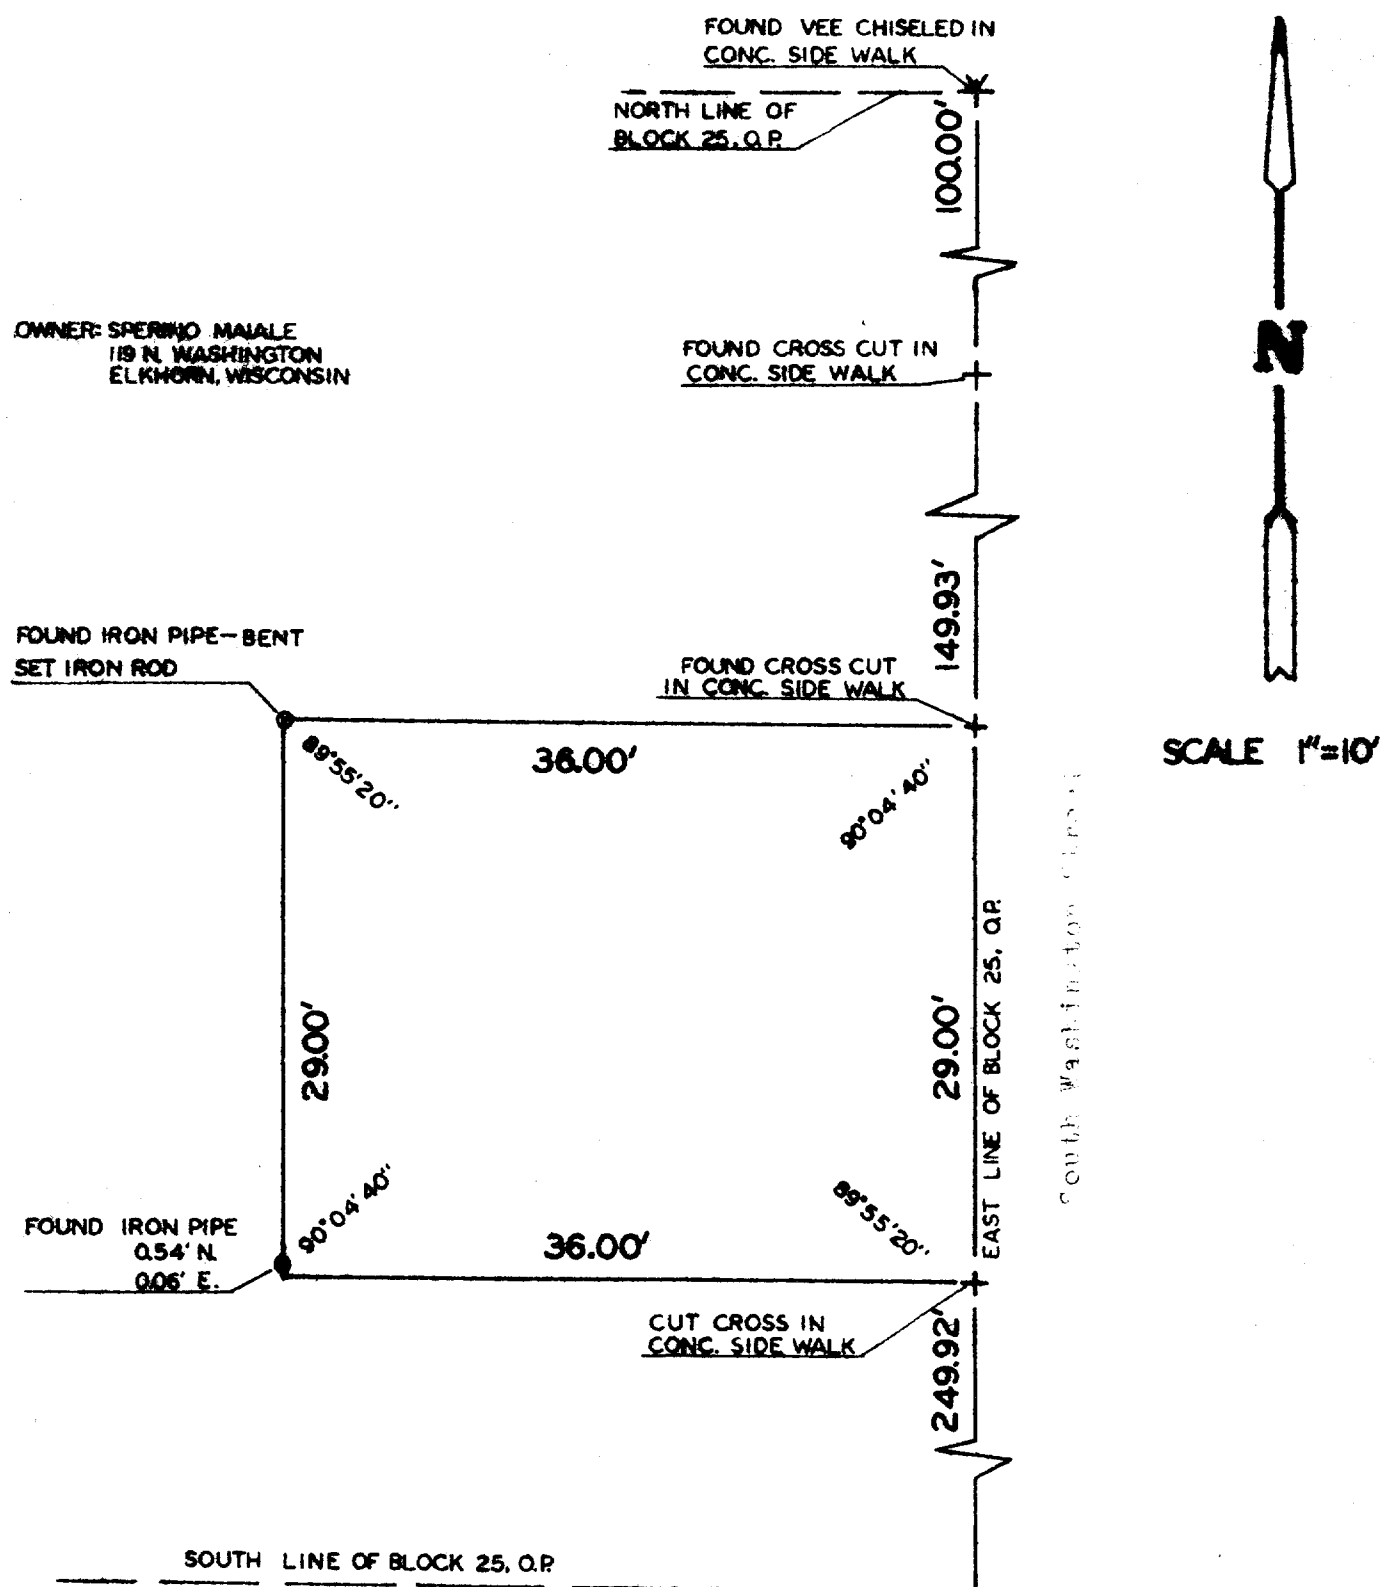 FOUND VEE CHISELED IN
CONC. SIDE WALK
NORTH LINE OF
BLOCK 25, O.P.
100.00'
OWNER: SPERINO MAIALE
119 N. WASHINGTON
ELKHORN, WISCONSIN
FOUND CROSS CUT IN
CONC. SIDE WALK
N
149.93'
FOUND IRON PIPE-BENT
SET IRON ROD
FOUND CROSS CUT
IN CONC. SIDE WALK
SCALE 1"=10'
36.00'
89°55'20"
90°04'40"
29.00'
29.00'
EAST LINE OF BLOCK 25, O.P.
South Washington
90°04'40"
89°55'20"
36.00'
FOUND IRON PIPE
0.54' N.
0.06' E.
CUT CROSS IN
CONC. SIDE WALK
249.92'
SOUTH LINE OF BLOCK 25, O.P.